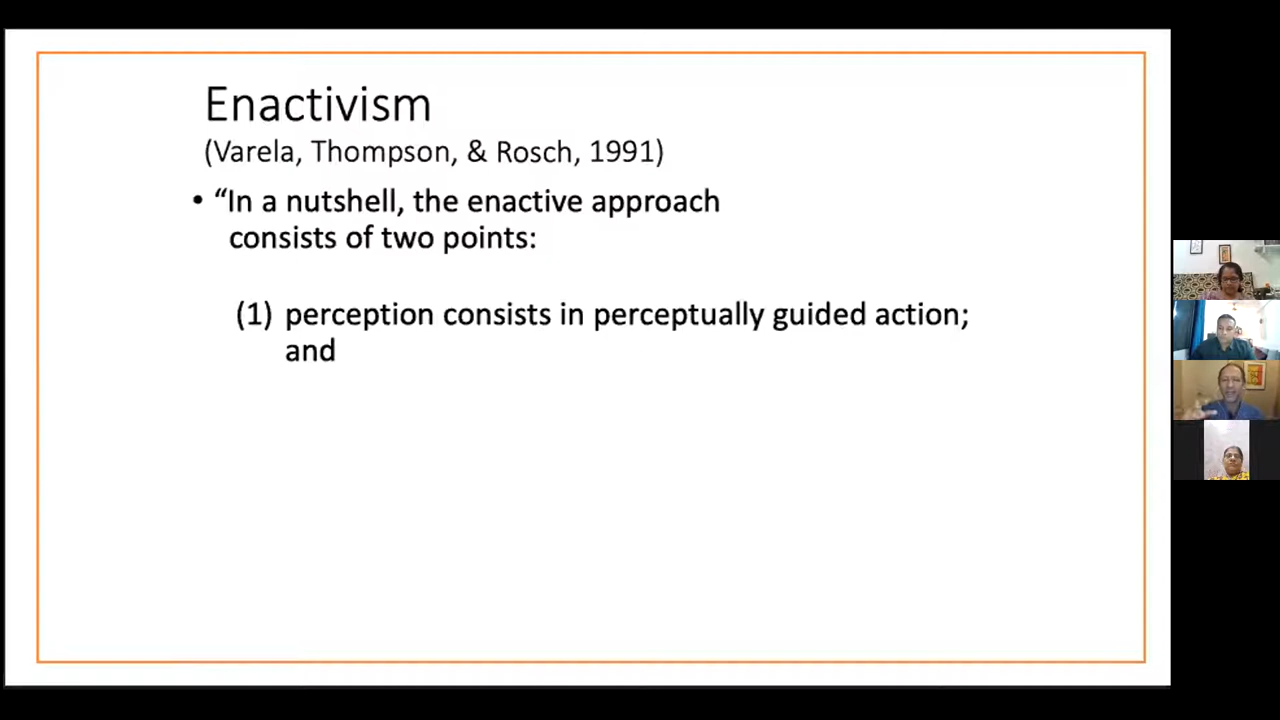 Enactivism
(Varela, Thompson, & Rosch, 1991)
• “In a nutshell, the enactive approach
consists of two points:
(1) perception consists in perceptually guided action;
and